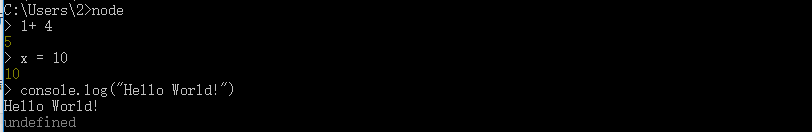 C:\Users\2>node
> 1+ 4
5
> x = 10
10
> console.log("Hello World!")
Hello World!
undefined